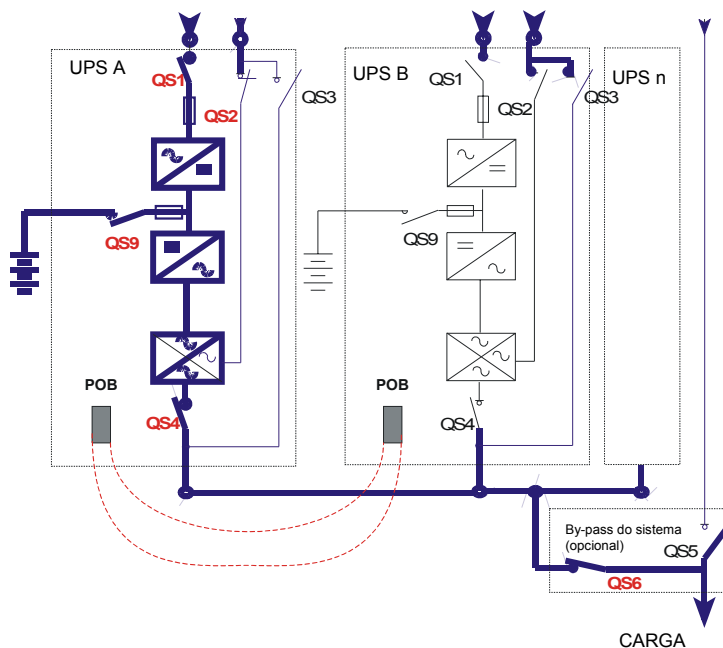 UPS A
QS1
QS2
QS3
QS9
POB
QS4
UPS B
QS1
QS2
QS3
QS9
POB
QS4
UPS n
By-pass do sistema
(opcional)
QS5
QS6
CARGA